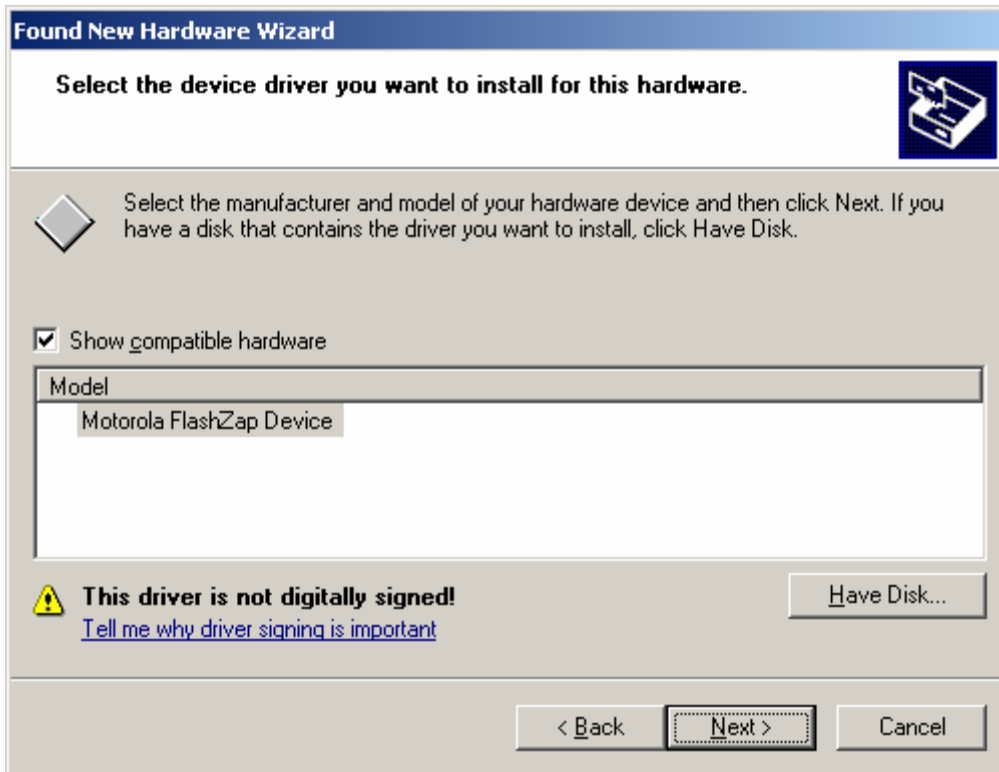 Found New Hardware Wizard
Select the device driver you want to install for this hardware.
Select the manufacturer and model of your hardware device and then click Next. If you
have a disk that contains the driver you want to install, click Have Disk.
Show compatible hardware
Model
Motorola FlashZap Device
This driver is not digitally signed!
Have Disk...
Tell me why driver signing is important
< Back
Next >
Cancel